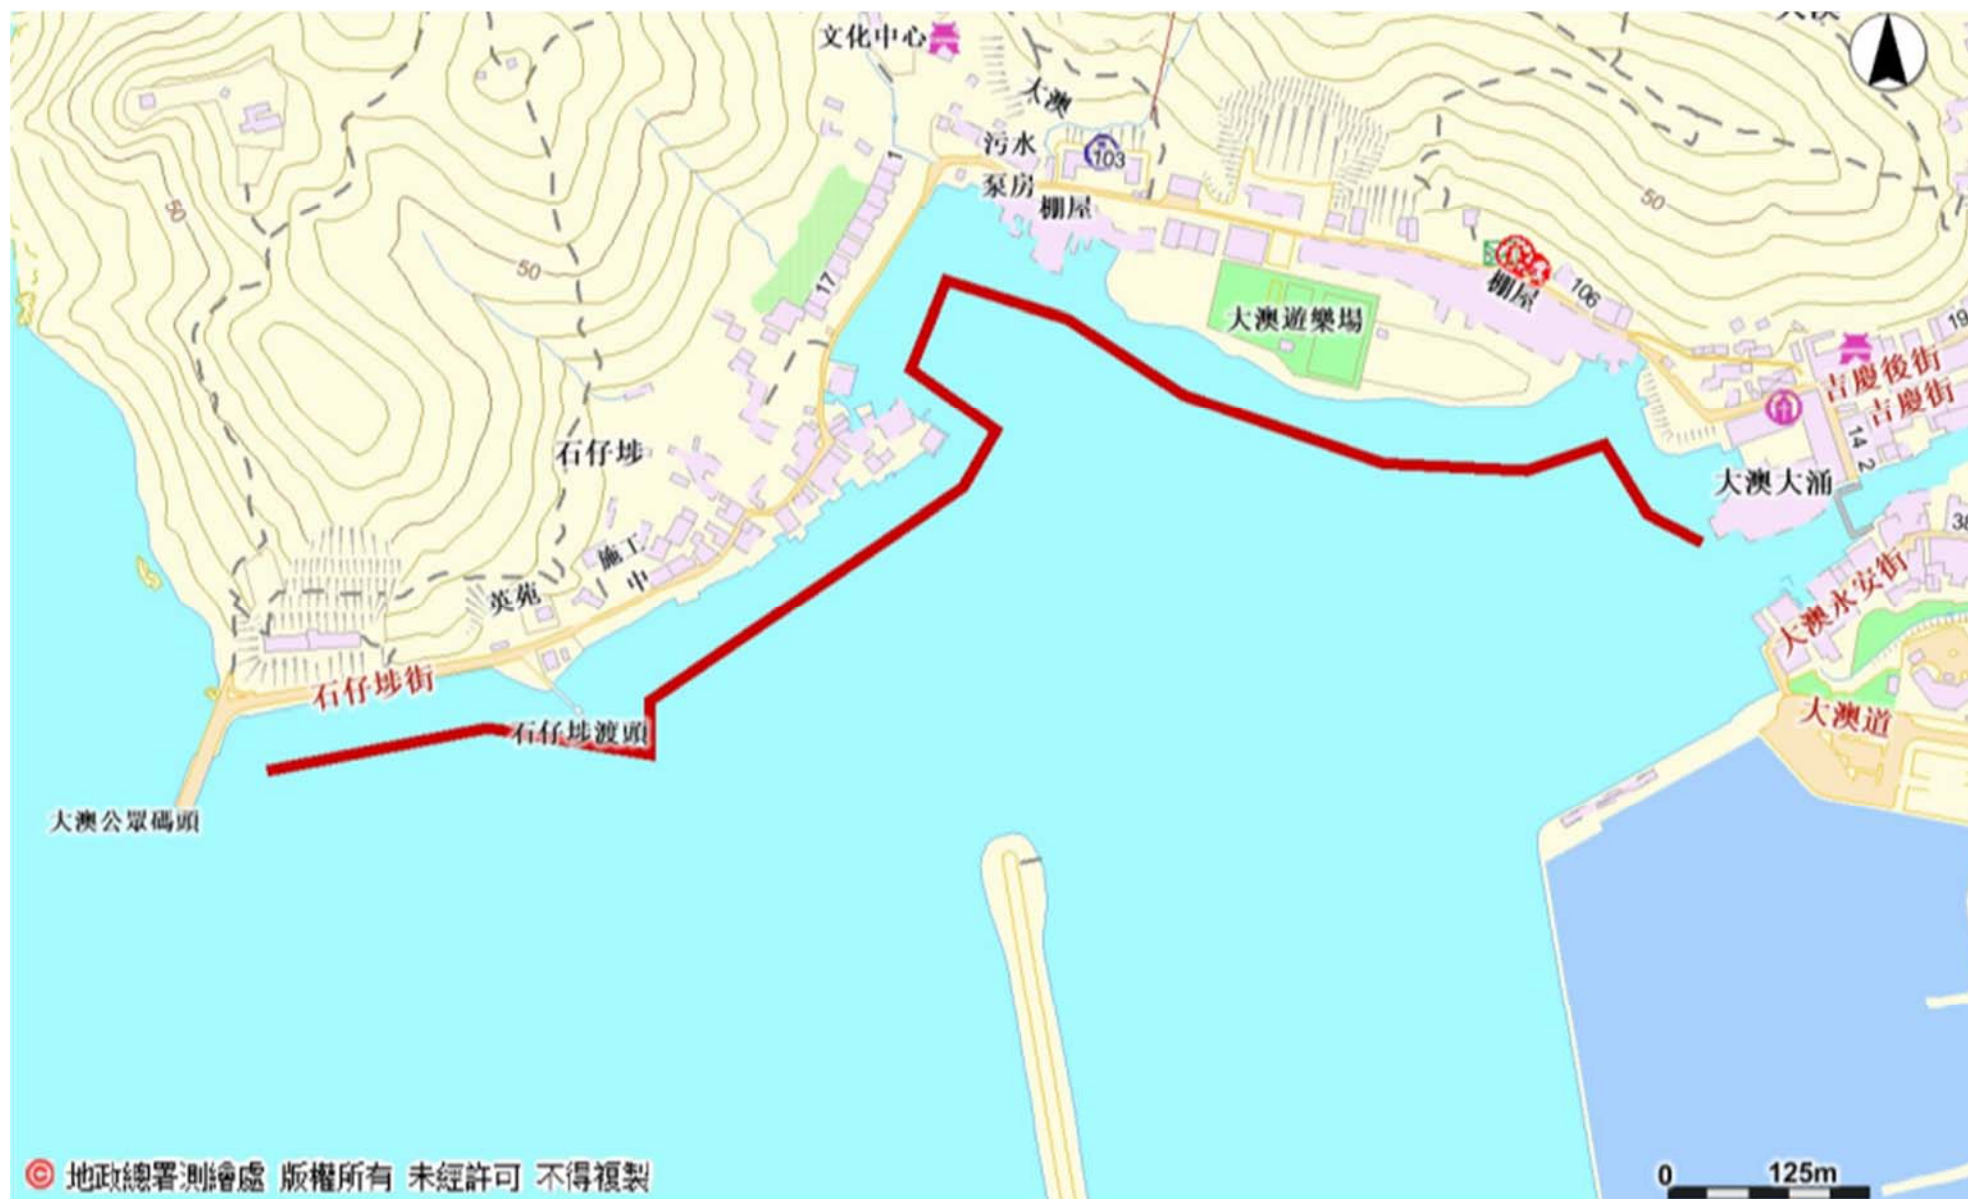 文化中心
大澳
污水
泵房
103
棚屋
1
17
50
50
50
棚屋
106
大澳遊樂場
19
吉慶後街
吉慶街
14
2
大澳大涌
38
石仔埗
施工
中
英苑
大澳永安街
石仔埗街
石仔埗渡頭
大澳道
大澳公眾碼頭
© 地政總署測繪處 版權所有 未經許可 不得複製
0 125m